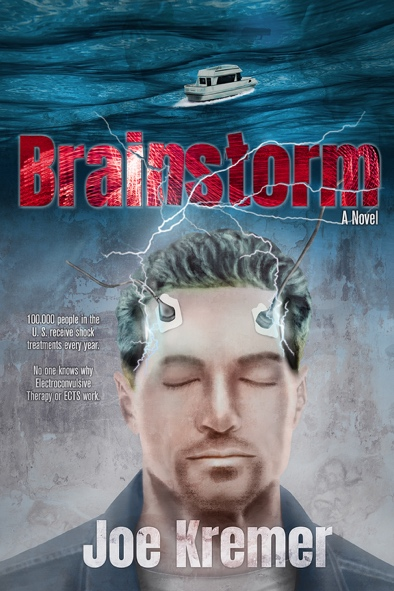 Brainstorm
A Novel
100,000 people in the
U. S. receive shock
treatments every year.
No one knows why
Electroconvulsive
Therapy or ECTS work.
Joe Kremer